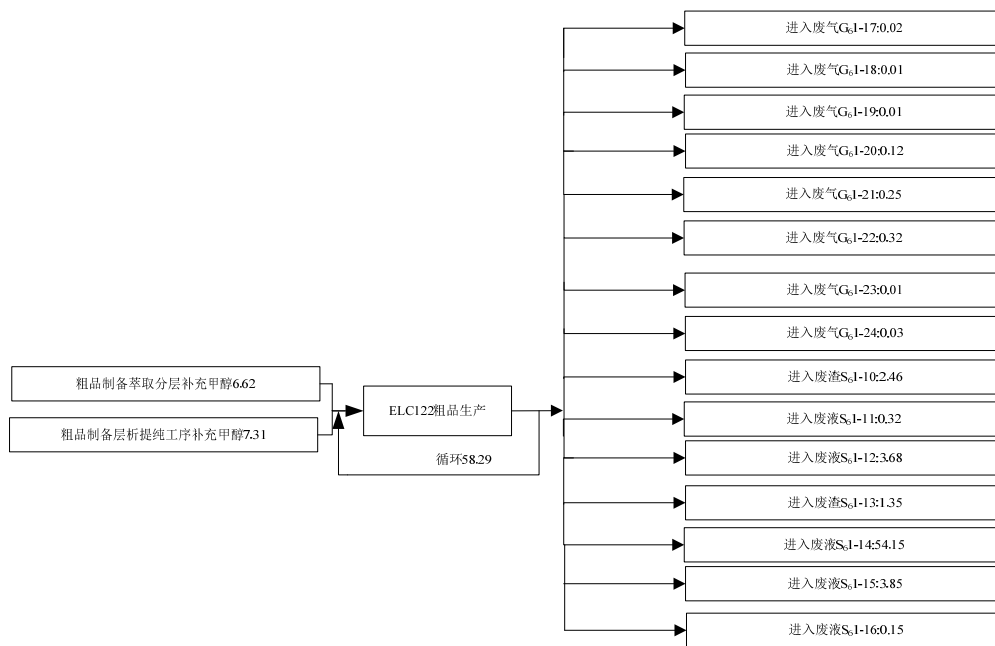 进入废气G₆1-17:0.02
进入废气G₆1-18:0.01
进入废气G₆1-19:0.01
进入废气G₆1-20:0.12
进入废气G₆1-21:0.25
进入废气G₆1-22:0.32
进入废气G₆1-23:0.01
进入废气G₆1-24:0.03
粗品制备萃取分层补充甲醇6.62
粗品制备层析提纯工序补充甲醇7.31
ELC122粗品生产
循环58.29
进入废渣S₆1-10:2.46
进入废液S₆1-11:0.32
进入废液S₆1-12:3.68
进入废渣S₆1-13:1.35
进入废液S₆1-14:54.15
进入废液S₆1-15:3.85
进入废液S₆1-16:0.15